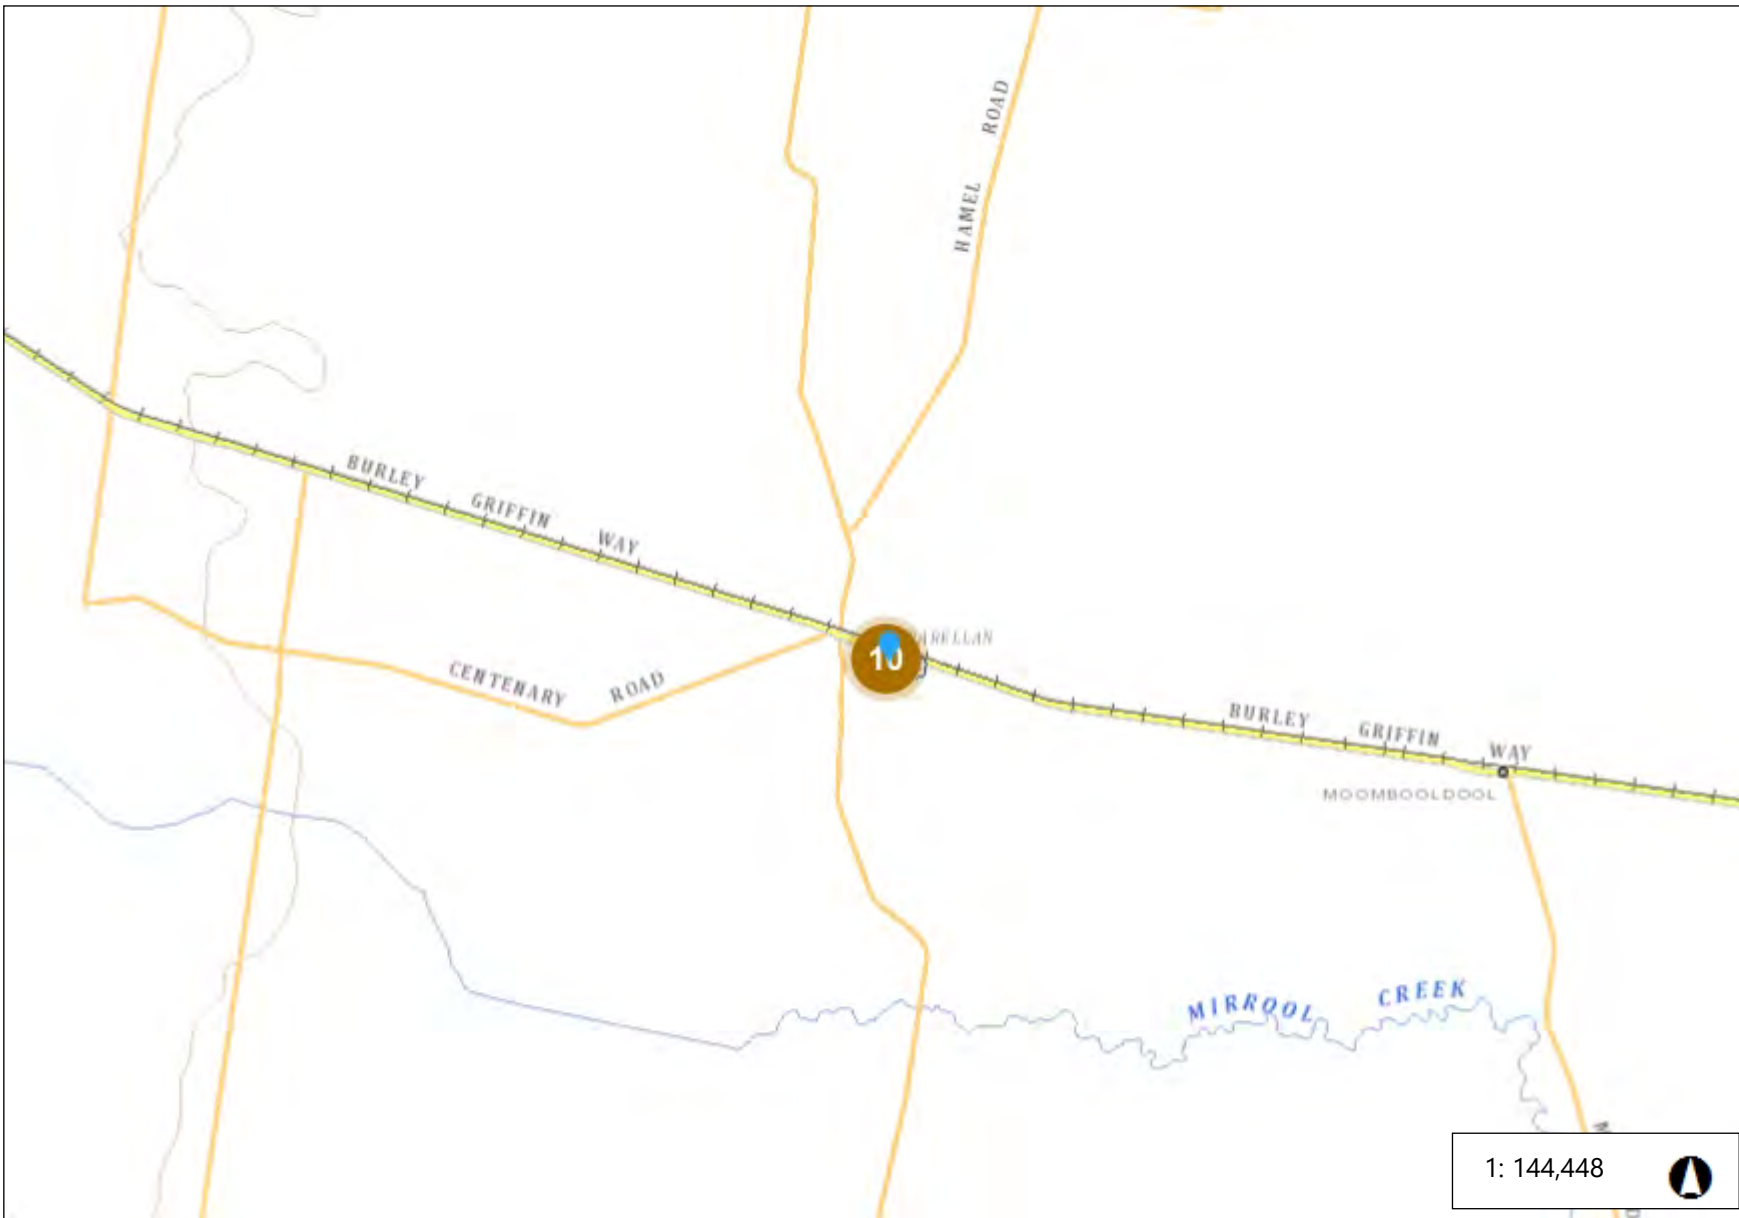 HAMEL ROAD
BURLEY GRIFFIN WAY
10
CENTENARY ROAD
BURLEY GRIFFIN WAY
MOOMBOOLDOOL
MIRROOL CREEK
1: 144,448